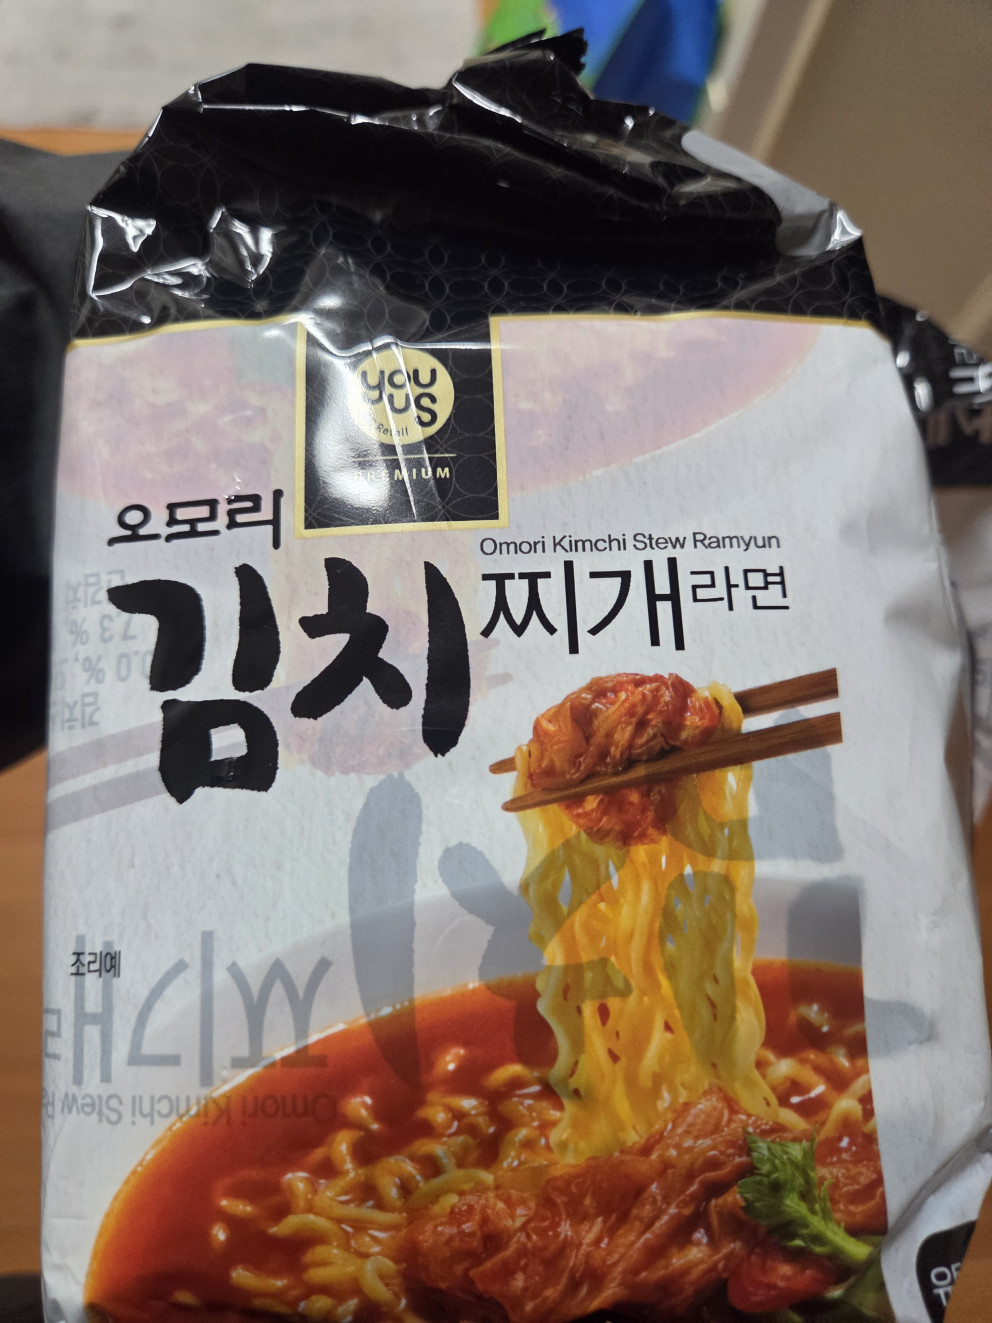 you
us
Retail
PREMIUM
오모리
Omori Kimchi Stew Ramyun
김치 찌개 라면
조리예